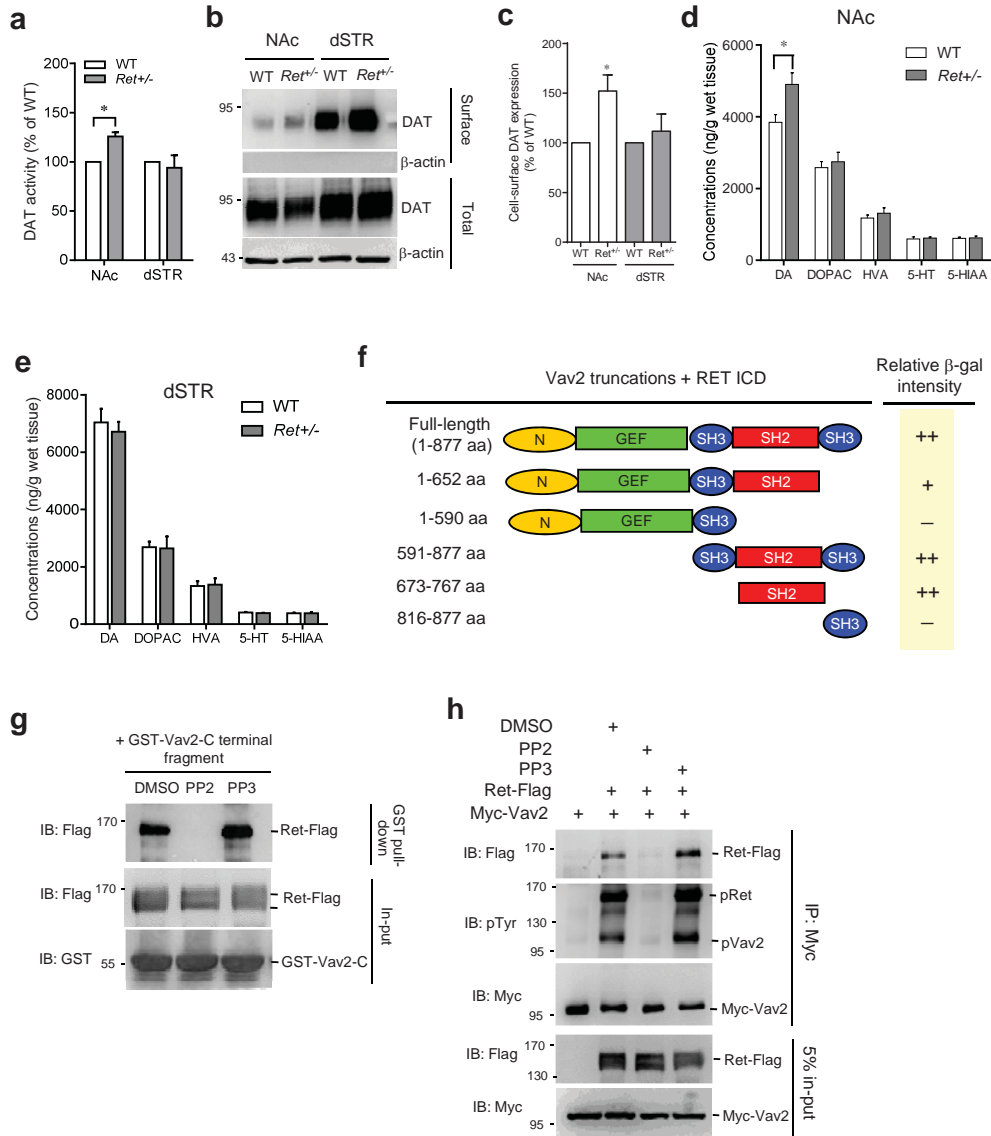 a
DAT activity (% of WT)
200
150
100
50
0
WT
Ret+/-
*
NAc
dSTR
b
NAc dSTR
WT Ret+/- WT Ret+/-
95
DAT
β-actin
Surface
95
DAT
43
β-actin
Total
c
Cell-surface DAT expression
(% of WT)
200
150
100
50
0
*
WT Ret+/- WT Ret+/-
NAc dSTR
d
NAc
Concentrations (ng/g wet tissue)
6000
4000
2000
0
*
WT
Ret+/-
DA DOPAC HVA 5-HT 5-HIAA
e
dSTR
Concentrations (ng/g wet tissue)
8000
6000
4000
2000
0
WT
Ret+/-
DA DOPAC HVA 5-HT 5-HIAA
f
Vav2 truncations + RET ICD
Relative β-gal
intensity
Full-length
(1-877 aa)
N GEF SH3 SH2 SH3
++
1-652 aa
N GEF SH3 SH2
+
1-590 aa
N GEF SH3
–
591-877 aa
SH3 SH2 SH3
++
673-767 aa
SH2
++
816-877 aa
SH3
–
g
+ GST-Vav2-C terminal
fragment
DMSO PP2 PP3
IB: Flag
170
Ret-Flag
GST pull-
down
IB: Flag
170
Ret-Flag
IB: GST
55
GST-Vav2-C
In-put
h
DMSO +
PP2 +
PP3 +
Ret-Flag + + +
Myc-Vav2 + + + +
IB: Flag
170
Ret-Flag
IB: pTyr
170
130
95
pRet
pVav2
IB: Myc
95
Myc-Vav2
IP: Myc
IB: Flag
170
130
Ret-Flag
IB: Myc
95
Myc-Vav2
5% in-put